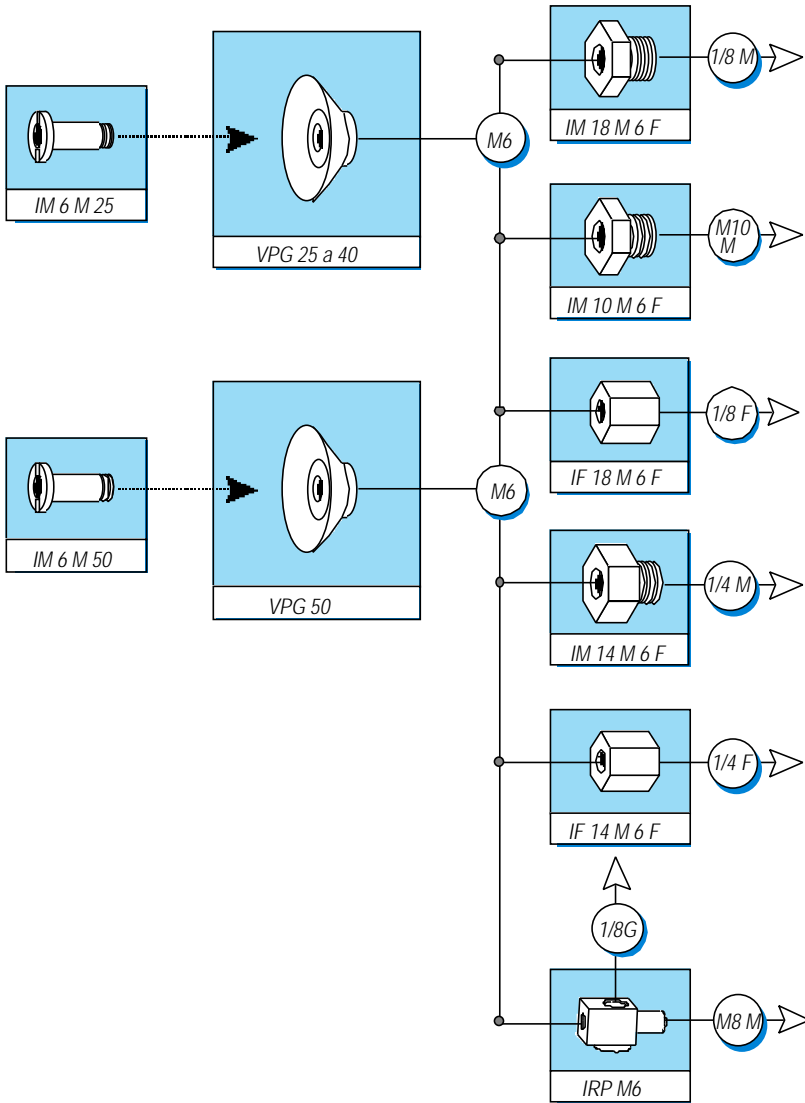 1/8 M
IM 18 M 6 F
IM 6 M 25
VPG 25 a 40
M6
M10
M
IM 10 M 6 F
1/8 F
IF 18 M 6 F
IM 6 M 50
VPG 50
M6
1/4 M
IM 14 M 6 F
1/4 F
IF 14 M 6 F
1/8G
M8 M
IRP M6